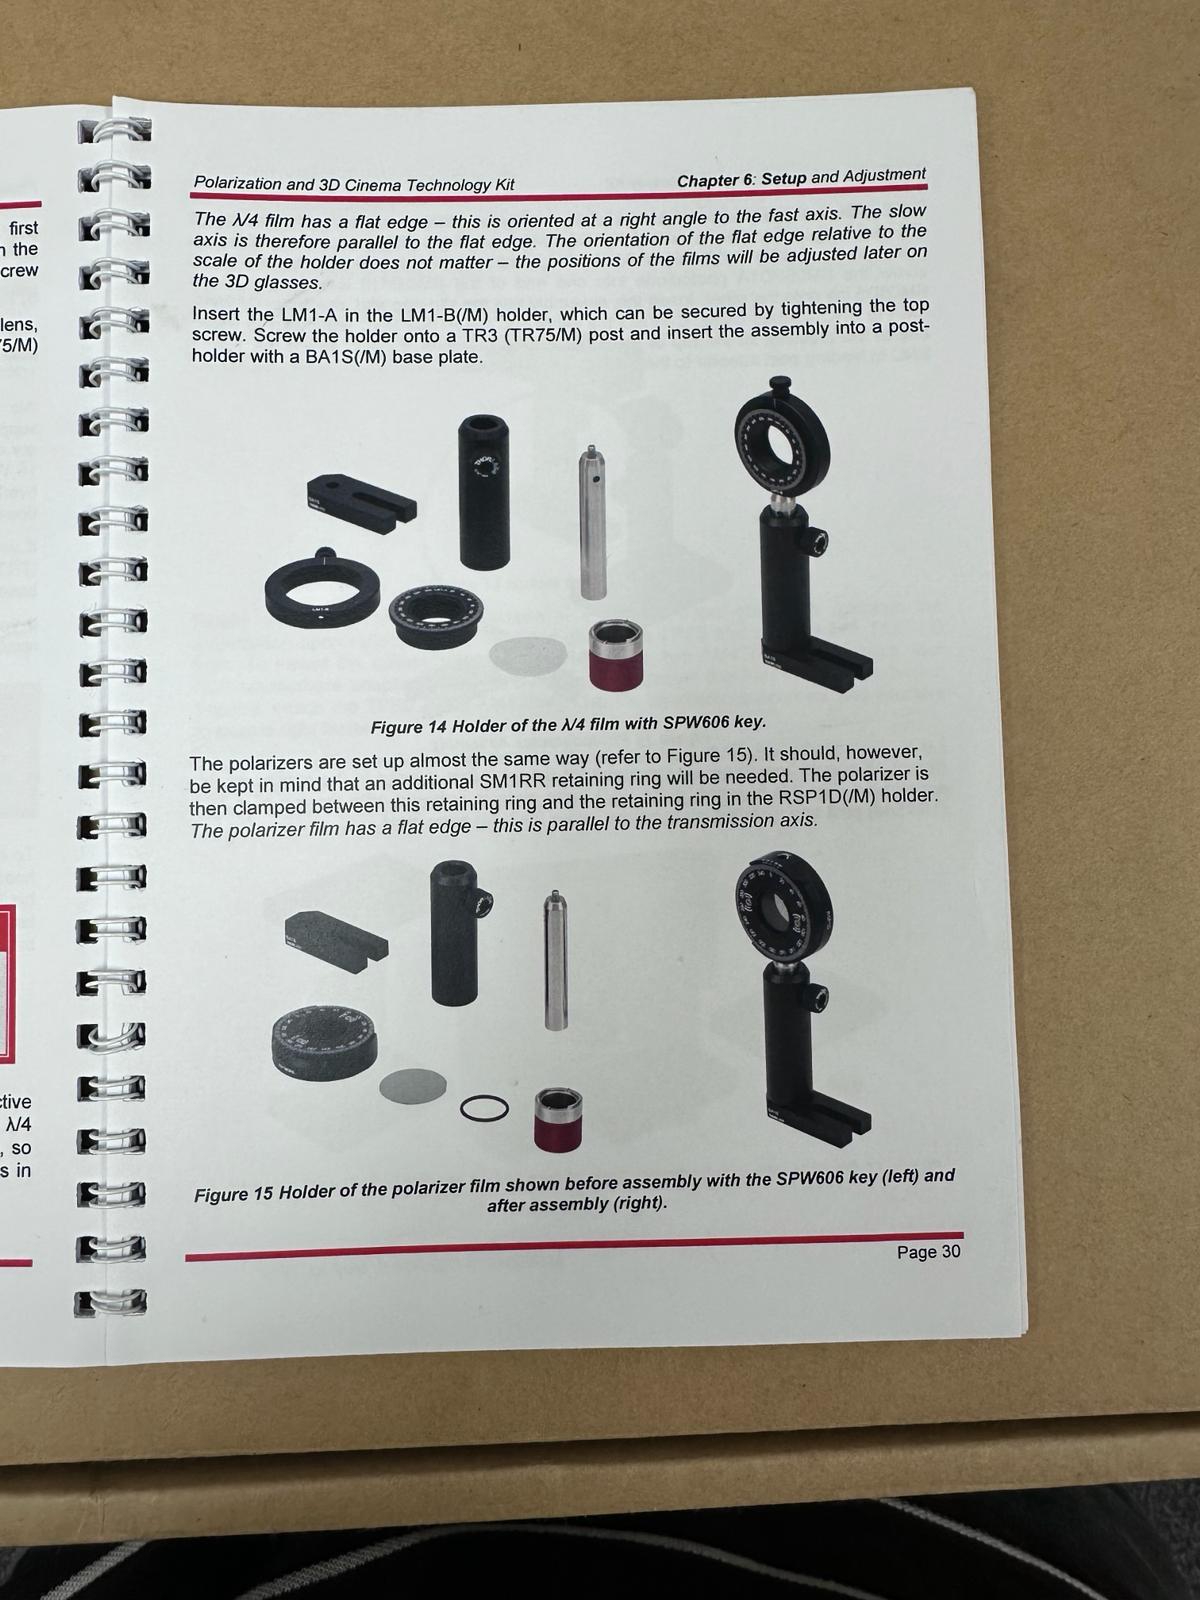 first
the
crew
lens,
75/M)
ctive
λ/4
, so
s in
Polarization and 3D Cinema Technology Kit
Chapter 6: Setup and Adjustment
The λ/4 film has a flat edge – this is oriented at a right angle to the fast axis. The slow
axis is therefore parallel to the flat edge. The orientation of the flat edge relative to the
scale of the holder does not matter – the positions of the films will be adjusted later on
the 3D glasses.
Insert the LM1-A in the LM1-B(/M) holder, which can be secured by tightening the top
screw. Screw the holder onto a TR3 (TR75/M) post and insert the assembly into a post-
holder with a BA1S(/M) base plate.
Figure 14 Holder of the λ/4 film with SPW606 key.
The polarizers are set up almost the same way (refer to Figure 15). It should, however,
be kept in mind that an additional SM1RR retaining ring will be needed. The polarizer is
then clamped between this retaining ring and the retaining ring in the RSP1D(/M) holder.
The polarizer film has a flat edge – this is parallel to the transmission axis.
Figure 15 Holder of the polarizer film shown before assembly with the SPW606 key (left) and
after assembly (right).
Page 30